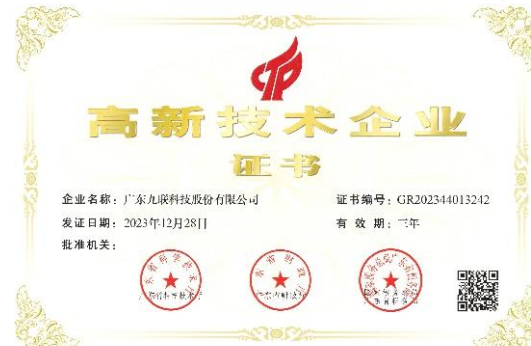 高新技术企业
证书
企业名称：广东九联科技股份有限公司
证书编号：GR202344013242
发证日期：2023年12月28日
有 效 期：三年
批准机关：